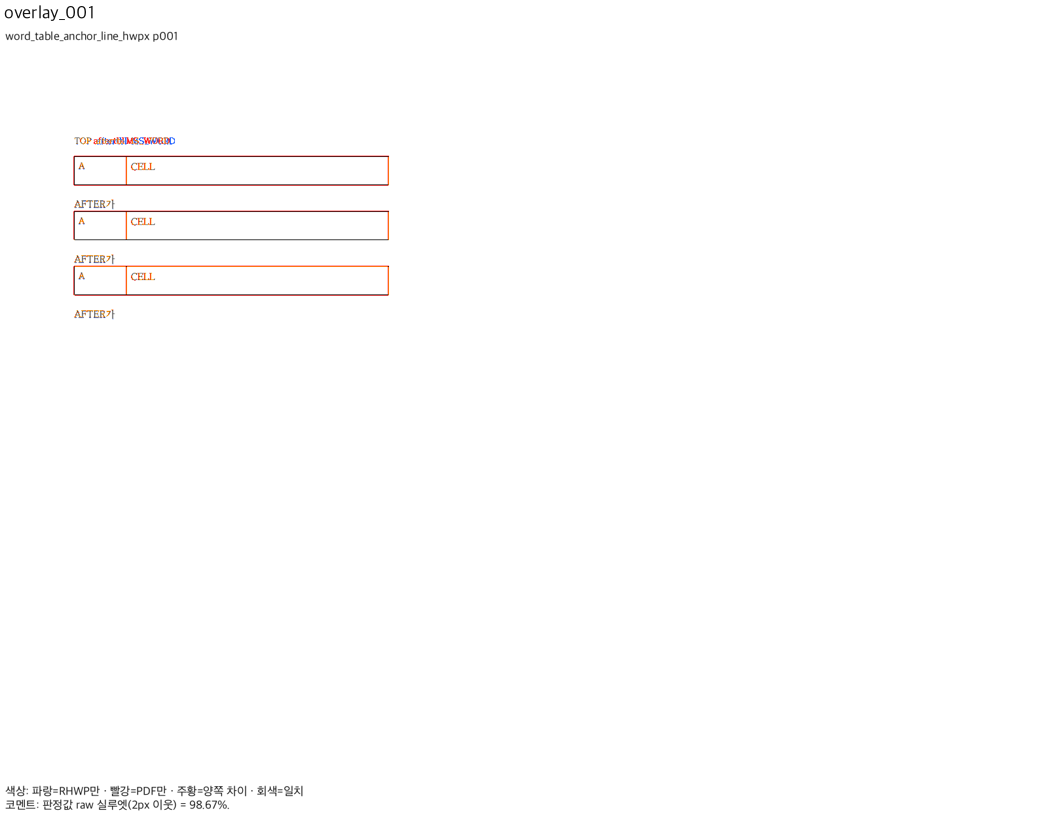 overlay_001
word_table_anchor_line_hwpx p001
TOP
A CELL
AFTER가
A CELL
AFTER가
A CELL
AFTER가
색상: 파랑=RHWP만 · 빨강=PDF만 · 주황=양쪽 차이 · 회색=일치
코멘트: 판정값 raw 실루엣(2px 이웃) = 98.67%.